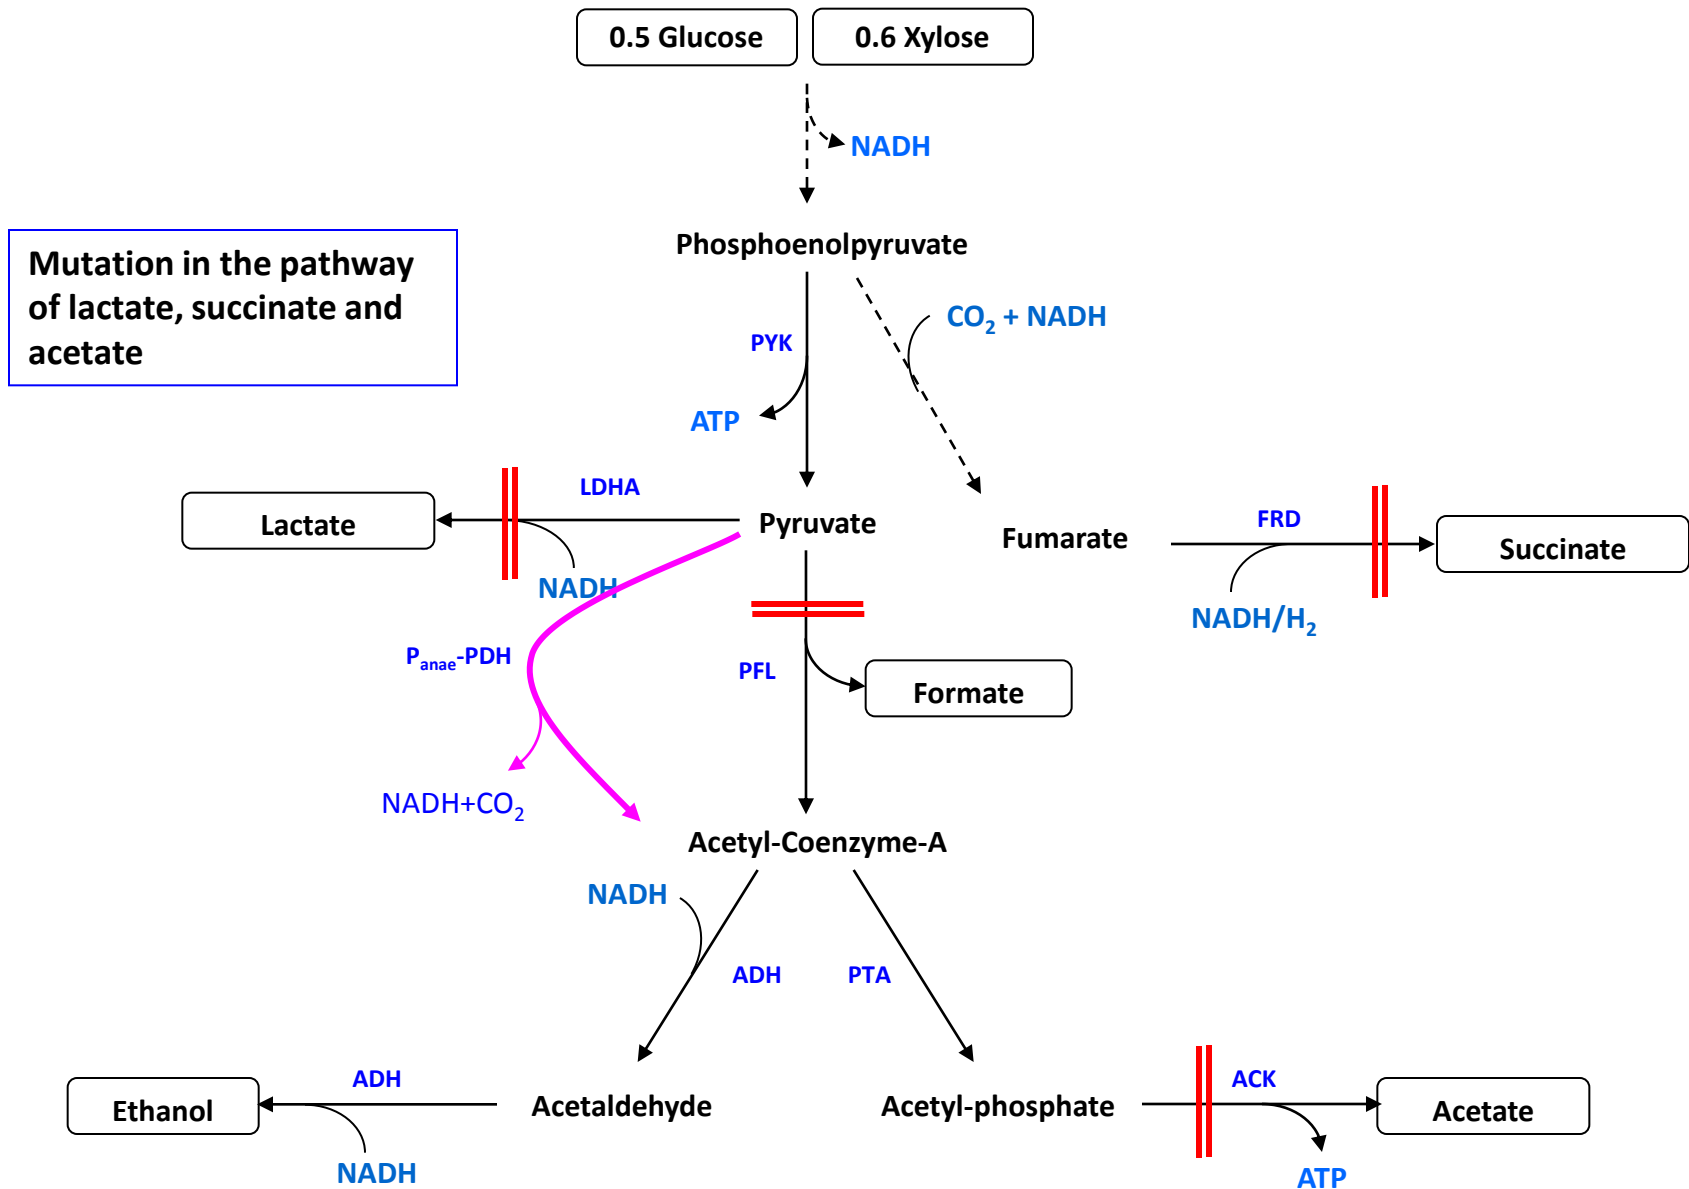 0.5 Glucose
0.6 Xylose
NADH
Phosphoenolpyruvate
Mutation in the pathway
of lactate, succinate and
acetate
CO₂ + NADH
PYK
ATP
LDHA
Lactate
Pyruvate
NADH
Fumarate
FRD
Succinate
NADH/H₂
Panae-PDH
PFL
Formate
NADH+CO₂
Acetyl-Coenzyme-A
NADH
ADH
PTA
ADH
Ethanol
Acetaldehyde
NADH
Acetyl-phosphate
ACK
Acetate
ATP